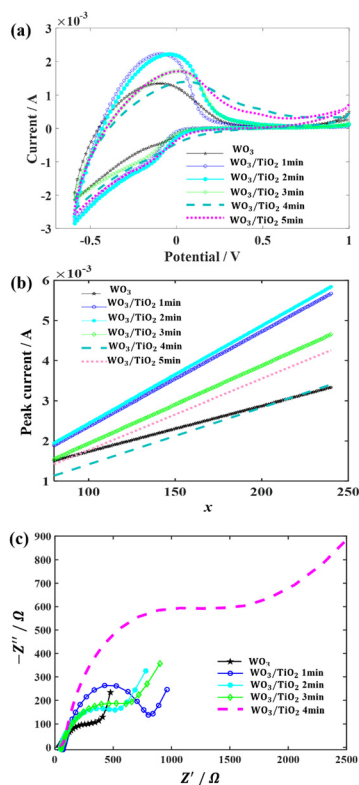 (a)
×10⁻³
2
1
0
-1
-2
-3
Current / A
WO₃
WO₃/TiO₂ 1min
WO₃/TiO₂ 2min
WO₃/TiO₂ 3min
WO₃/TiO₂ 4min
WO₃/TiO₂ 5min
-0.5 0 0.5 1
Potential / V
(b)
×10⁻³
6
5
4
3
2
1
Peak current / A
WO₃
WO₃/TiO₂ 1min
WO₃/TiO₂ 2min
WO₃/TiO₂ 3min
WO₃/TiO₂ 4min
WO₃/TiO₂ 5min
100 150 200 250
x
(c)
900
800
700
600
500
400
300
200
100
0
−Z'' / Ω
WO₃
WO₃/TiO₂ 1min
WO₃/TiO₂ 2min
WO₃/TiO₂ 3min
WO₃/TiO₂ 4min
0 500 1000 1500 2000 2500
Z' / Ω